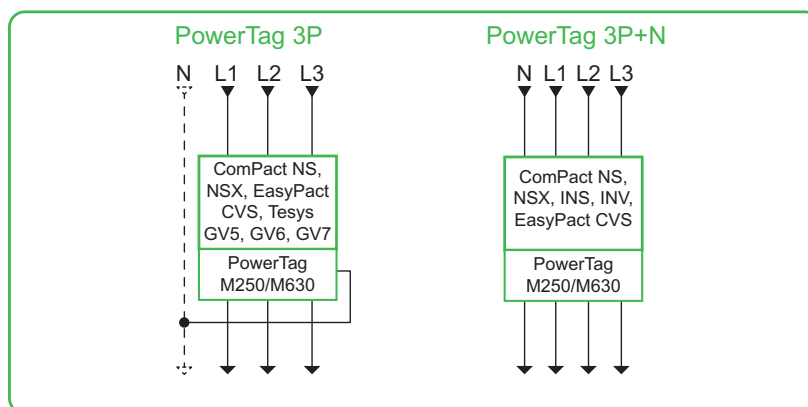 PowerTag 3P
N L1 L2 L3
ComPact NS,
NSX, EasyPact
CVS, Tesys
GV5, GV6, GV7
PowerTag
M250/M630
PowerTag 3P+N
N L1 L2 L3
ComPact NS,
NSX, INS, INV,
EasyPact CVS
PowerTag
M250/M630